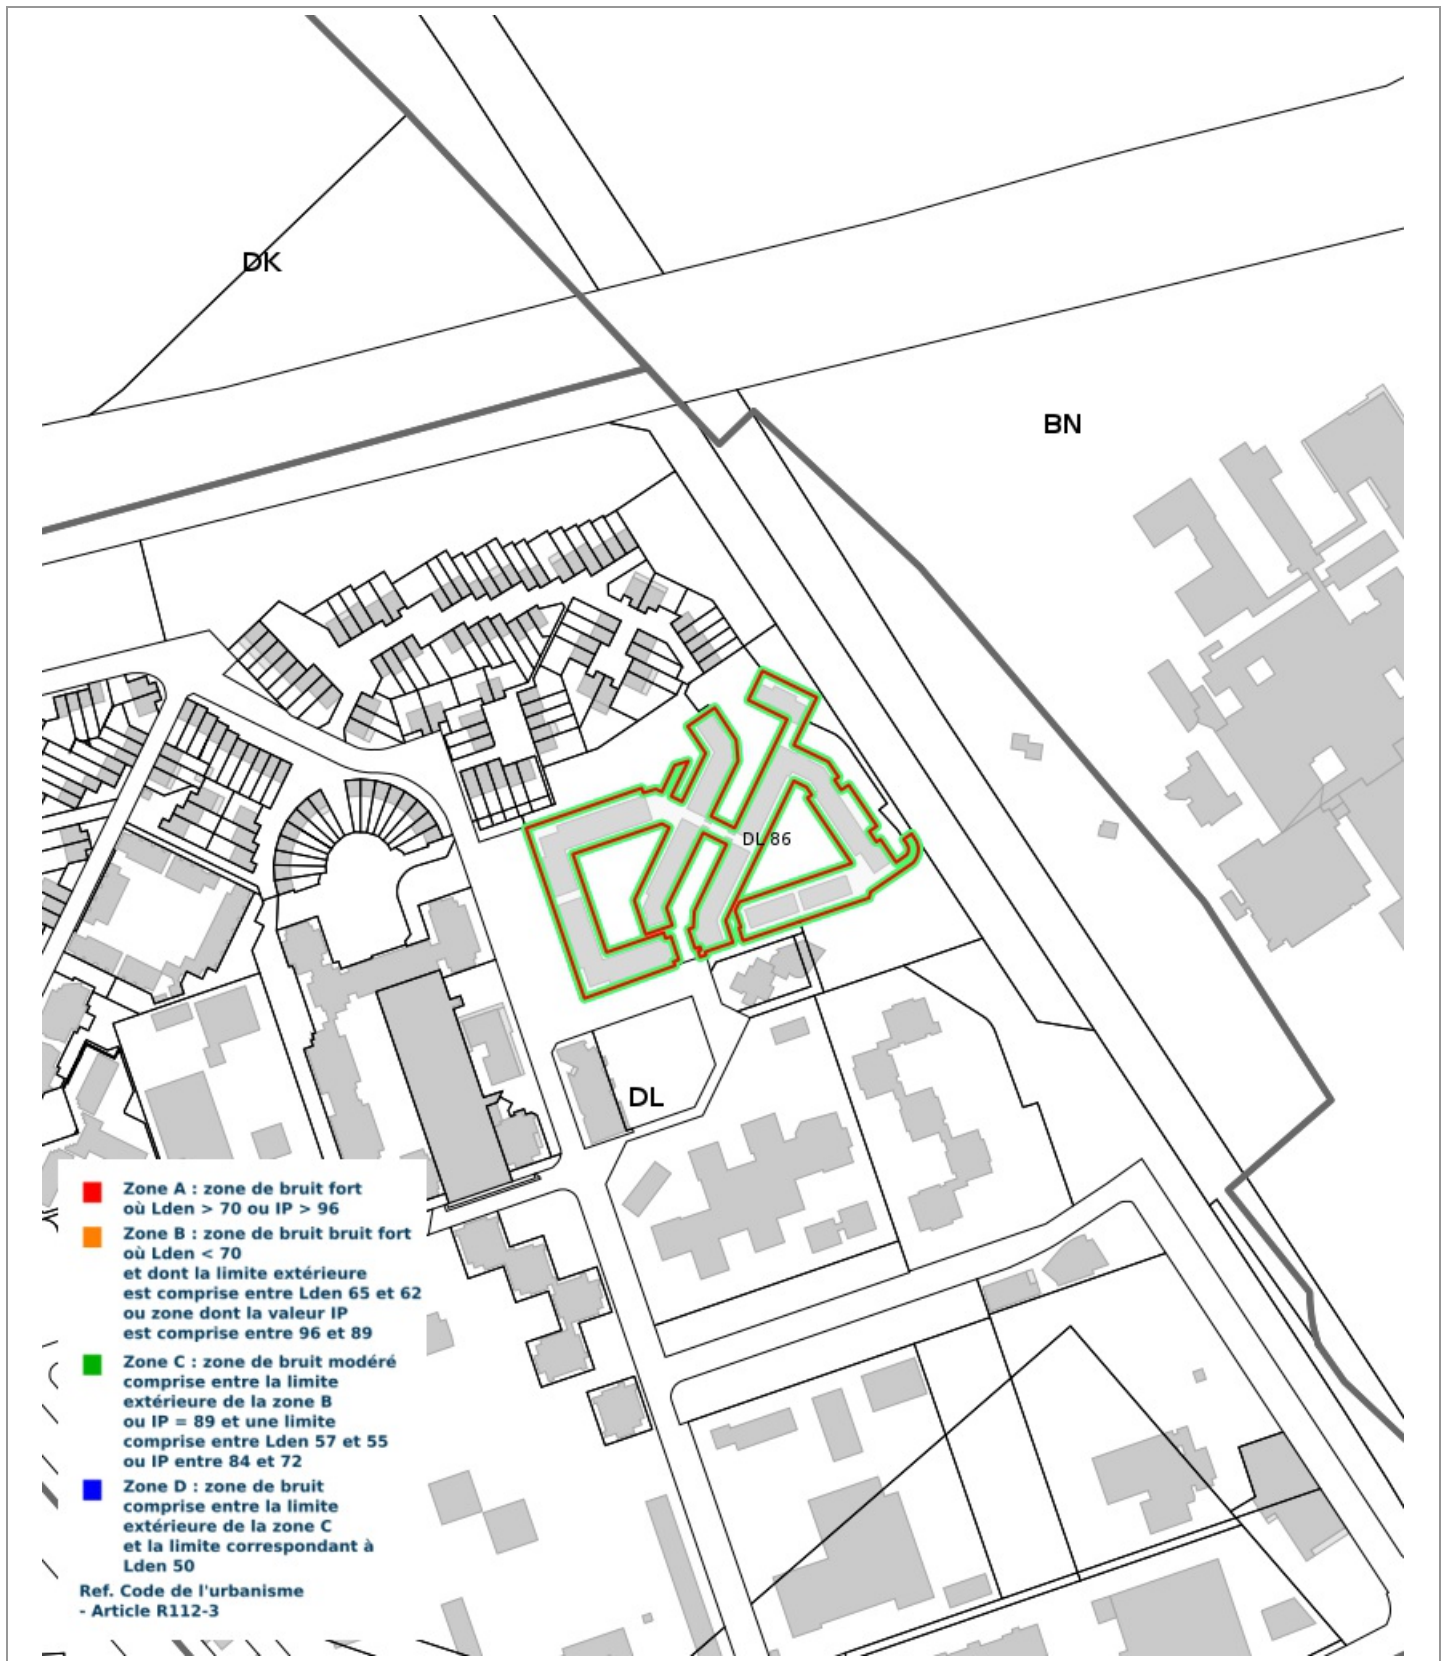 DK
BN
DL 86
DL
Zone A : zone de bruit fort
où Lden > 70 ou IP > 96
Zone B : zone de bruit bruit fort
où Lden < 70
et dont la limite extérieure
est comprise entre Lden 65 et 62
ou zone dont la valeur IP
est comprise entre 96 et 89
Zone C : zone de bruit modéré
comprise entre la limite
extérieure de la zone B
ou IP = 89 et une limite
comprise entre Lden 57 et 55
ou IP entre 84 et 72
Zone D : zone de bruit
comprise entre la limite
extérieure de la zone C
et la limite correspondant à
Lden 50
Ref. Code de l'urbanisme
- Article R112-3